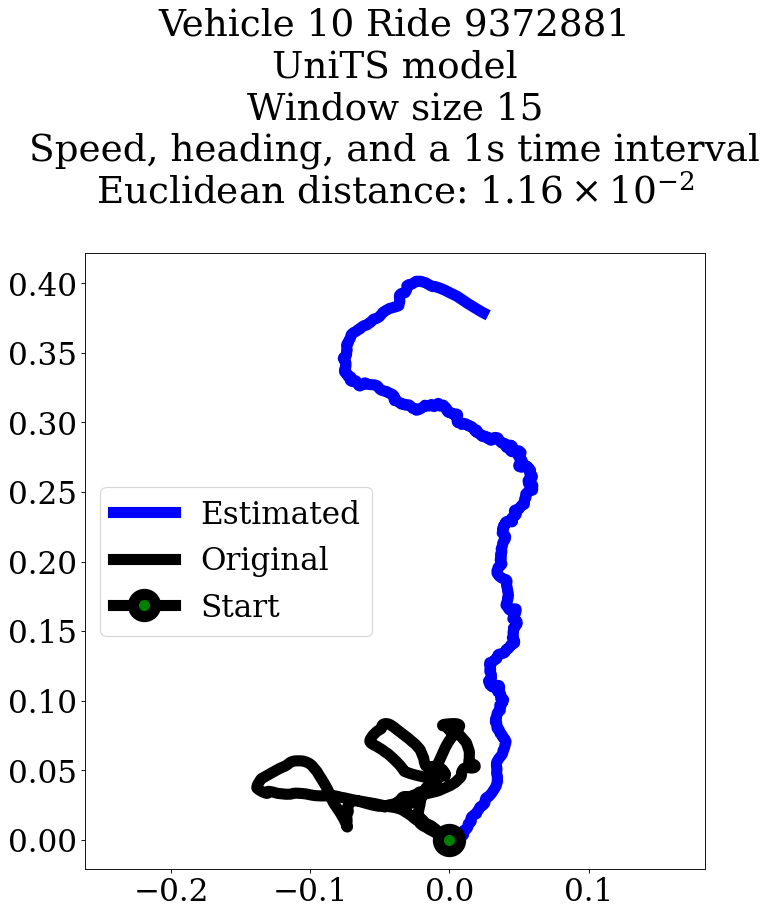 Vehicle 10 Ride 9372881
UniTS model
Window size 15
Speed, heading, and a 1s time interval
Euclidean distance: 1.16 × 10⁻²
0.40
0.35
0.30
0.25
0.20
0.15
0.10
0.05
0.00
Estimated
Original
Start
−0.2 −0.1 0.0 0.1